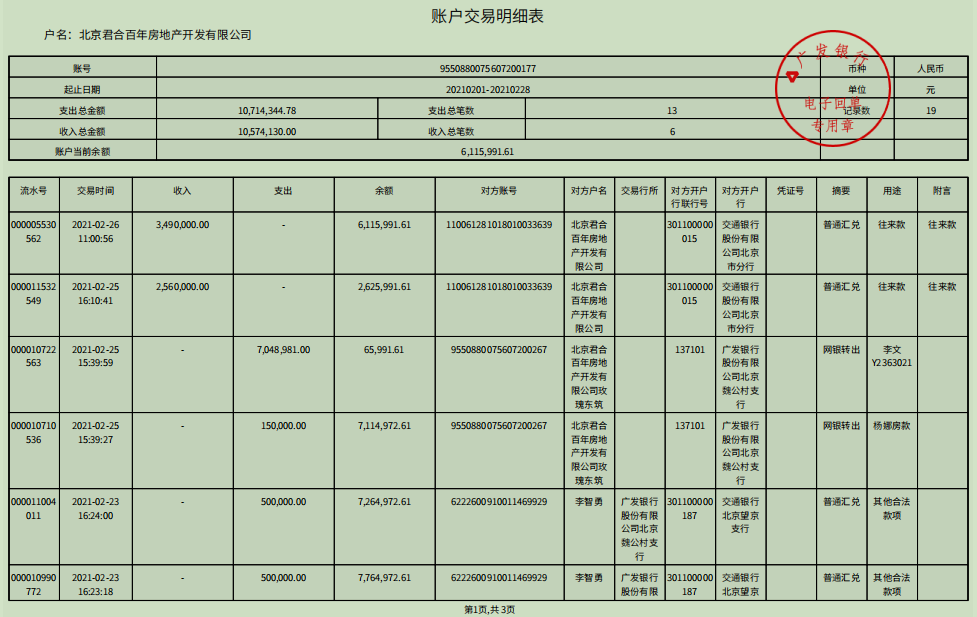 账户交易明细表
户名：北京君合百年房地产开发有限公司
广发银行
电子回单
专用章
账号 9550880075607200177 币种 人民币
起止日期 20210201-20210228 单位 元
支出总金额 10,714,344.78 支出总笔数 13 记录数 19
收入总金额 10,574,130.00 收入总笔数 6
账户当前余额 6,115,991.61
流水号 交易时间 收入 支出 余额 对方账号 对方户名 交易行所 对方开户 对方开户 凭证号 摘要 用途 附言
行联行号 行
000005530 2021-02-26 3,490,000.00 - 6,115,991.61 110061281018010033639 北京君合 301100000 交通银行 普通汇兑 往来款 往来款
562 11:00:56 百年房地 015 股份有限
产开发有 公司北京
限公司 市分行
000011532 2021-02-25 2,560,000.00 - 2,625,991.61 110061281018010033639 北京君合 301100000 交通银行 普通汇兑 往来款 往来款
549 16:10:41 百年房地 015 股份有限
产开发有 公司北京
限公司 市分行
000010722 2021-02-25 - 7,048,981.00 65,991.61 9550880075607200267 北京君合 137101 广发银行 网银转出 李文
563 15:39:59 百年房地 股份有限 Y2363021
产开发有 公司北京
限公司玫 魏公村支
瑰东筑 行
000010710 2021-02-25 - 150,000.00 7,114,972.61 9550880075607200267 北京君合 137101 广发银行 网银转出 杨娜房款
536 15:39:27 百年房地 股份有限
产开发有 公司北京
限公司玫 魏公村支
瑰东筑 行
000011004 2021-02-23 - 500,000.00 7,264,972.61 6222600910011469929 李智勇 广发银行 301100000 交通银行 普通汇兑 其他合法
011 16:24:00 股份有限 187 北京望京 款项
公司北京 支行
魏公村支
行
000010990 2021-02-23 - 500,000.00 7,764,972.61 6222600910011469929 李智勇 广发银行 301100000 交通银行 普通汇兑 其他合法
772 16:23:18 股份有限 187 北京望京 款项
第1页,共3页